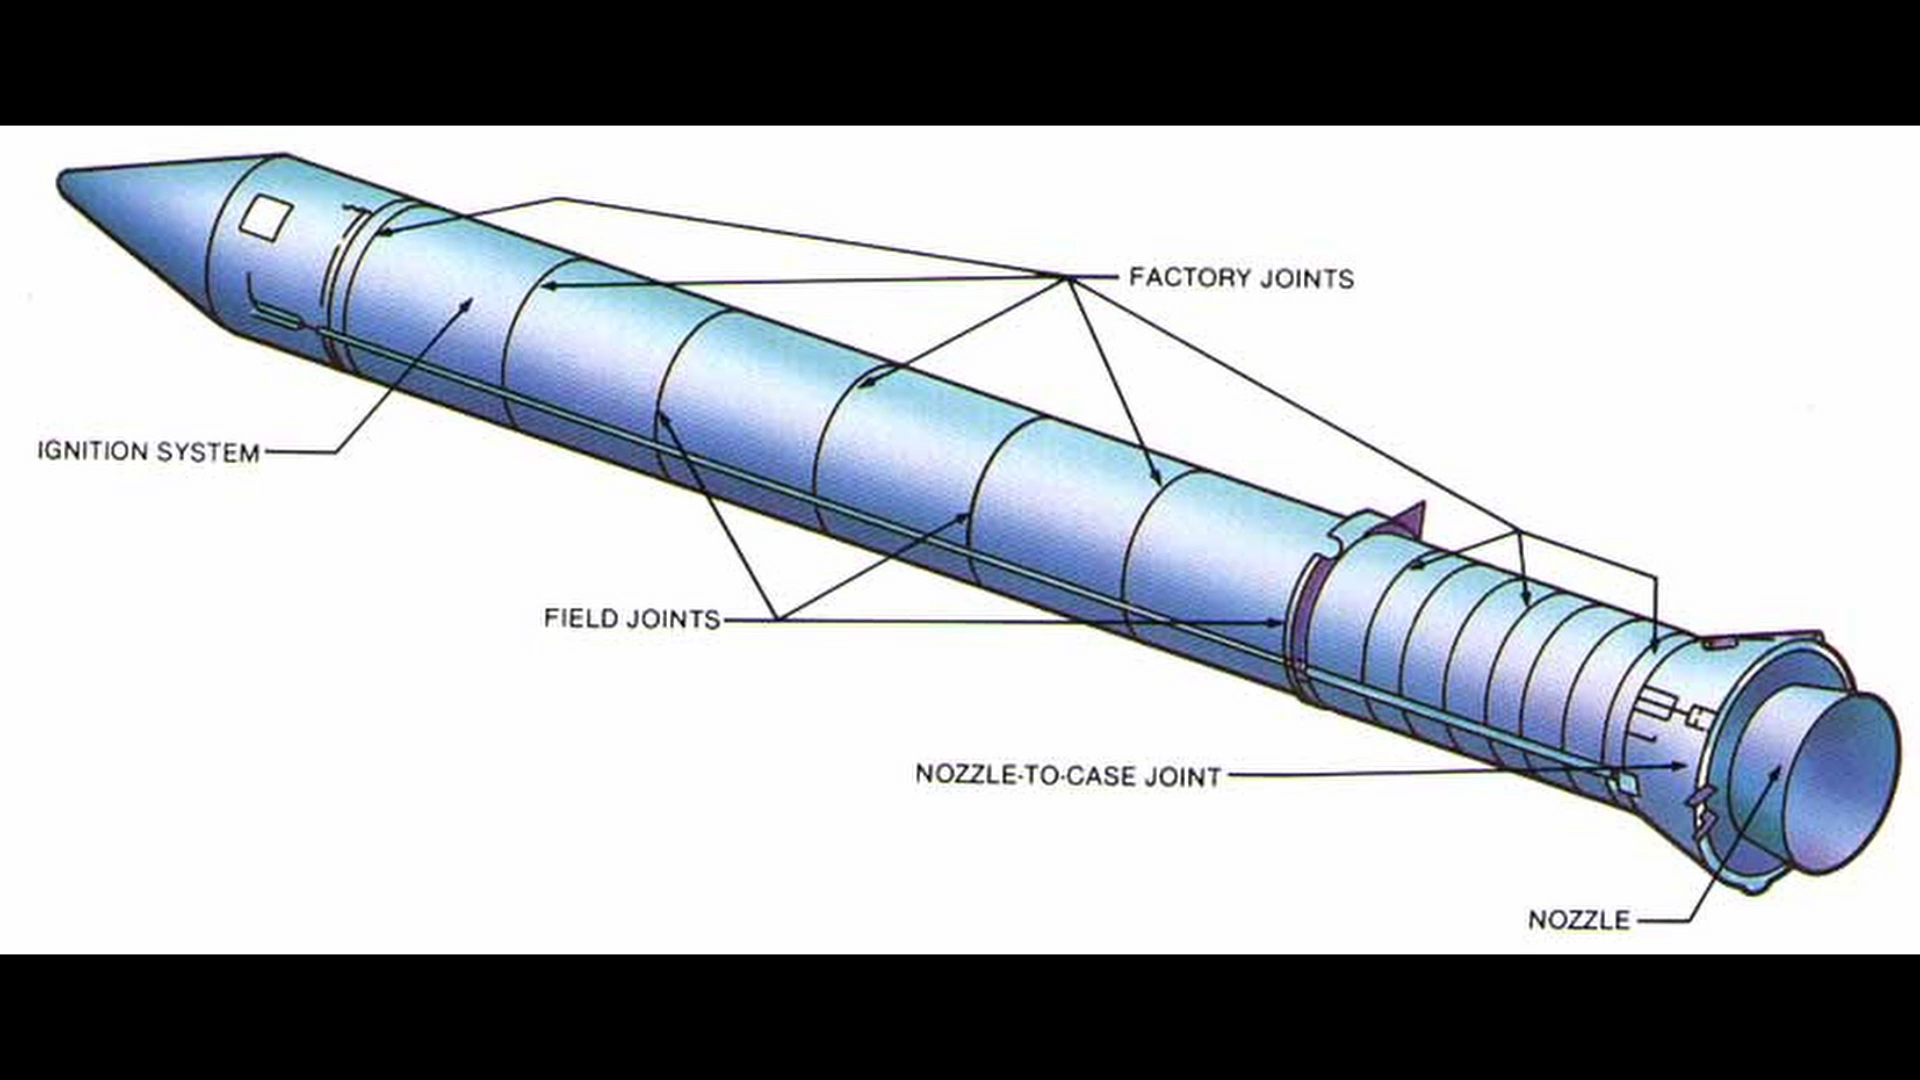 FACTORY JOINTS
IGNITION SYSTEM
FIELD JOINTS
NOZZLE-TO-CASE JOINT
NOZZLE